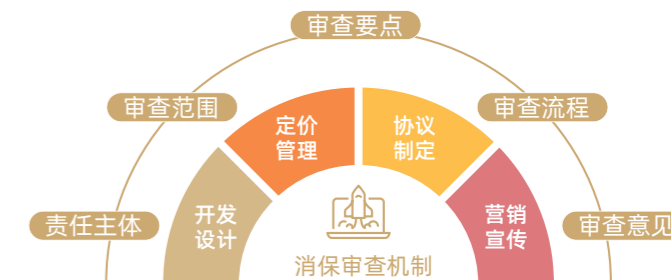 审查要点
审查范围
审查流程
定价
管理
协议
制定
开发
设计
营销
宣传
责任主体
审查意见
消保审查机制